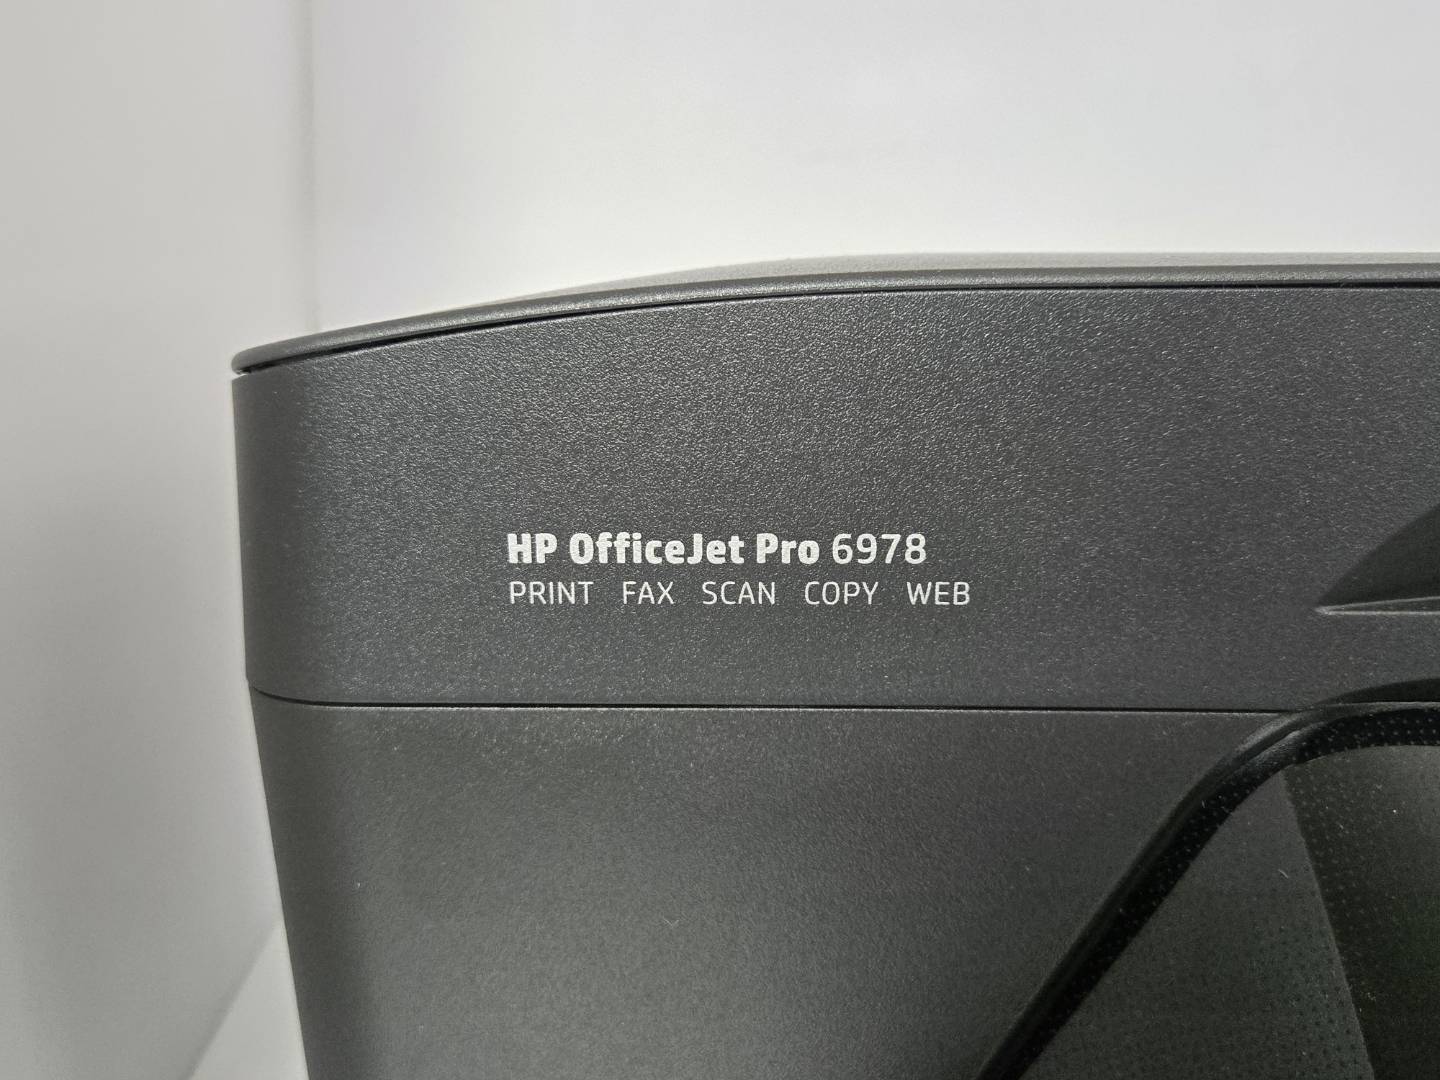 HP OfficeJet Pro 6978
PRINT FAX SCAN COPY WEB